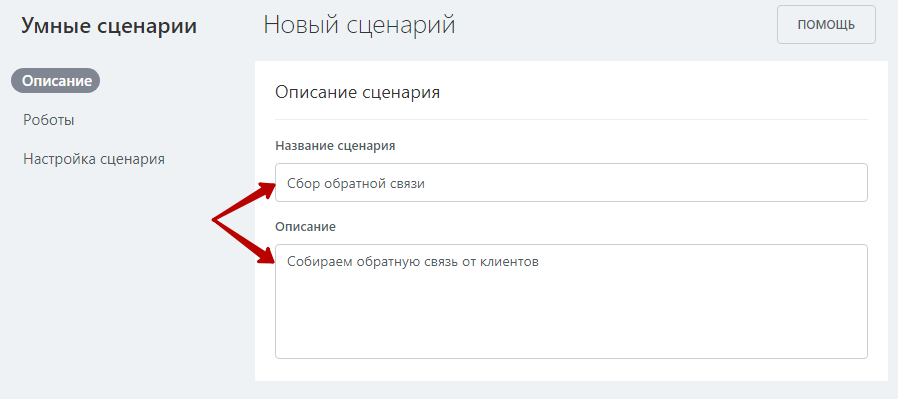 Умные сценарии
Новый сценарий
ПОМОЩЬ
Описание
Роботы
Настройка сценария
Описание сценария
Название сценария
Сбор обратной связи
Описание
Собираем обратную связь от клиентов